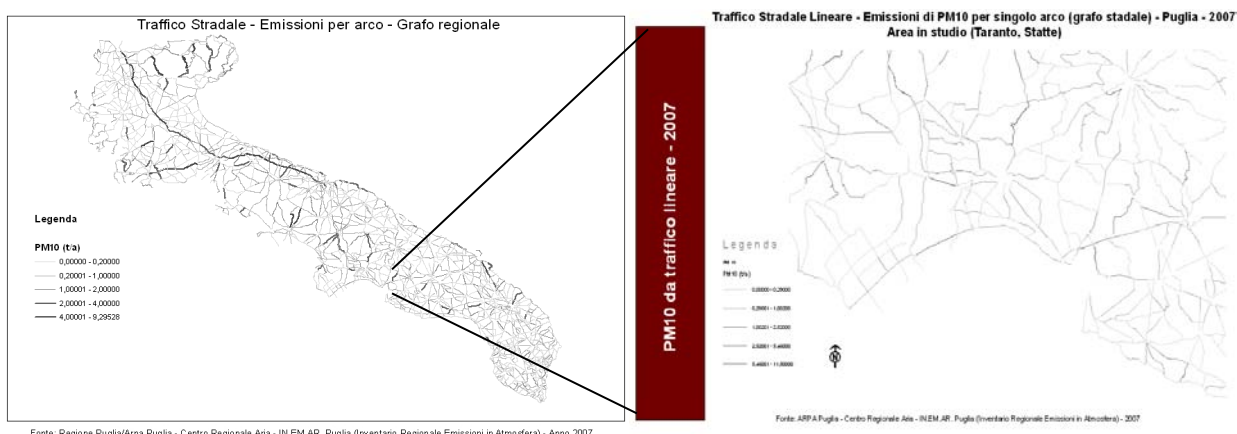 Traffico Stradale - Emissioni per arco - Grafo regionale
Legenda
PM10 (t/a)
0,00000 - 0,20000
0,20001 - 1,00000
1,00001 - 2,00000
2,00001 - 4,00000
4,00001 - 9,29528
Fonte: Regione Puglia/Arpa Puglia - Centro Regionale Aria - IN.EM.AR. Puglia (Inventario Regionale Emissioni in Atmosfera) - Anno 2007
PM10 da traffico lineare - 2007
Traffico Stradale Lineare - Emissioni di PM10 per singolo arco (grafo stadale) - Puglia - 2007
Area in studio (Taranto, Statte)
Legenda
PM 10
PM10 (t/a)
N
Fonte: ARPA Puglia - Centro Regionale Aria - IN.EM.AR. Puglia (Inventario Regionale Emissioni in Atmosfera) - 2007